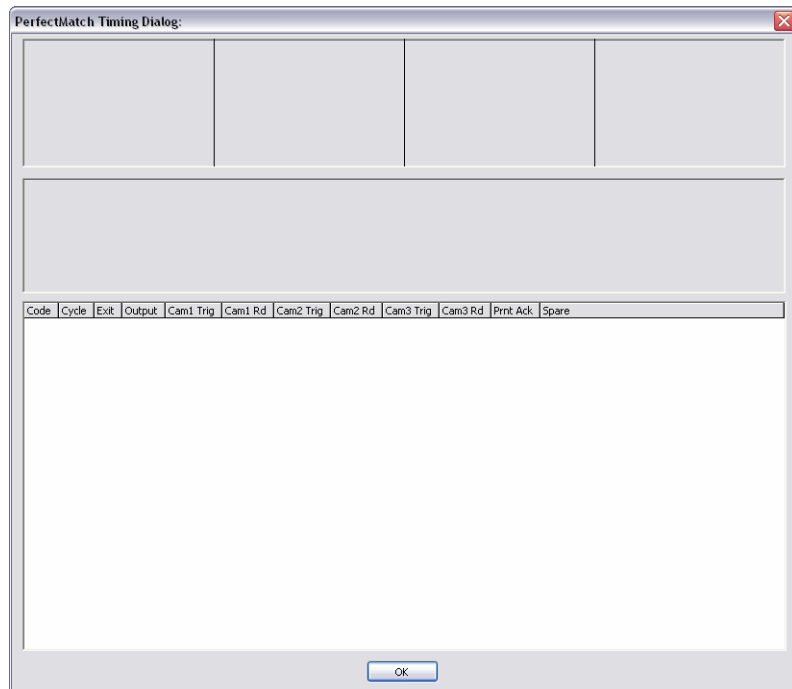 PerfectMatch Timing Dialog:
Code Cycle Exit Output Cam1 Trig Cam1 Rd Cam2 Trig Cam2 Rd Cam3 Trig Cam3 Rd Prnt Ack Spare
OK